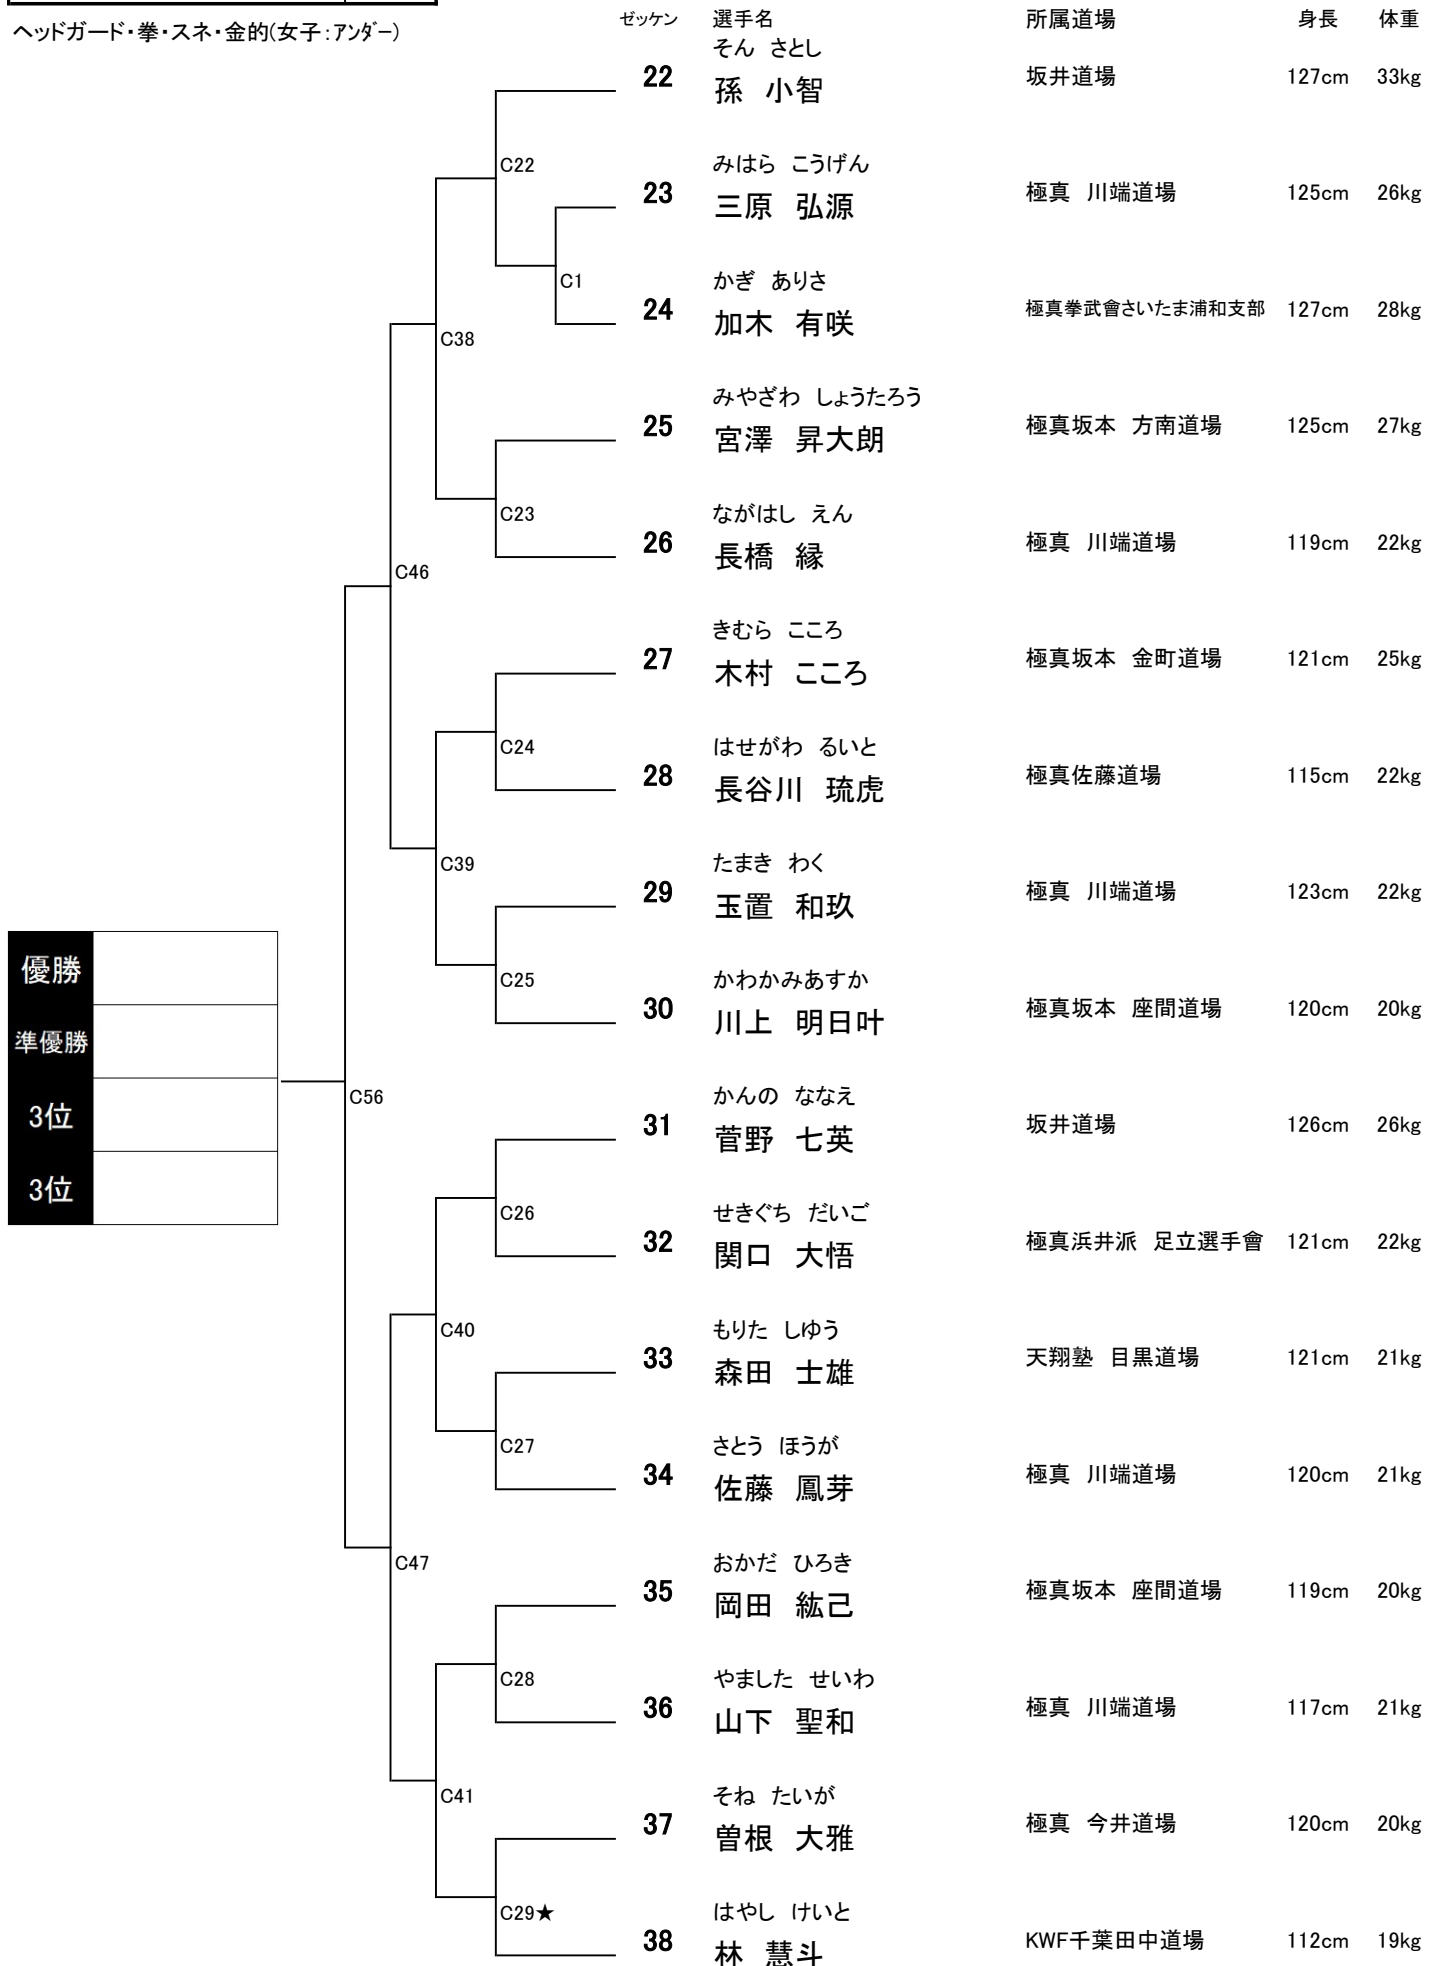 ヘッドガード・拳・スネ・金的(女子:アンダー)
ゼッケン 選手名 所属道場 身長 体重
そん さとし
22 孫 小智 坂井道場 127cm 33kg
C22
みはら こうげん
23 三原 弘源 極真 川端道場 125cm 26kg
C1
かぎ ありさ
24 加木 有咲 極真拳武會さいたま浦和支部 127cm 28kg
C38
みやざわ しょうたろう
25 宮澤 昇大朗 極真坂本 方南道場 125cm 27kg
C23
ながはし えん
26 長橋 縁 極真 川端道場 119cm 22kg
C46
きむら こころ
27 木村 こころ 極真坂本 金町道場 121cm 25kg
C24
はせがわ るいと
28 長谷川 琉虎 極真佐藤道場 115cm 22kg
C39
たまき わく
29 玉置 和玖 極真 川端道場 123cm 22kg
C25
かわかみあすか
30 川上 明日叶 極真坂本 座間道場 120cm 20kg
優勝
準優勝
3位
3位
C56
かんの ななえ
31 菅野 七英 坂井道場 126cm 26kg
C26
せきぐち だいご
32 関口 大悟 極真浜井派 足立選手會 121cm 22kg
C40
もりた しゆう
33 森田 士雄 天翔塾 目黒道場 121cm 21kg
C27
さとう ほうが
34 佐藤 鳳芽 極真 川端道場 120cm 21kg
C47
おかだ ひろき
35 岡田 紘己 極真坂本 座間道場 119cm 20kg
C28
やました せいわ
36 山下 聖和 極真 川端道場 117cm 21kg
C41
そね たいが
37 曽根 大雅 極真 今井道場 120cm 20kg
C29★
はやし けいと
38 林 慧斗 KWF千葉田中道場 112cm 19kg